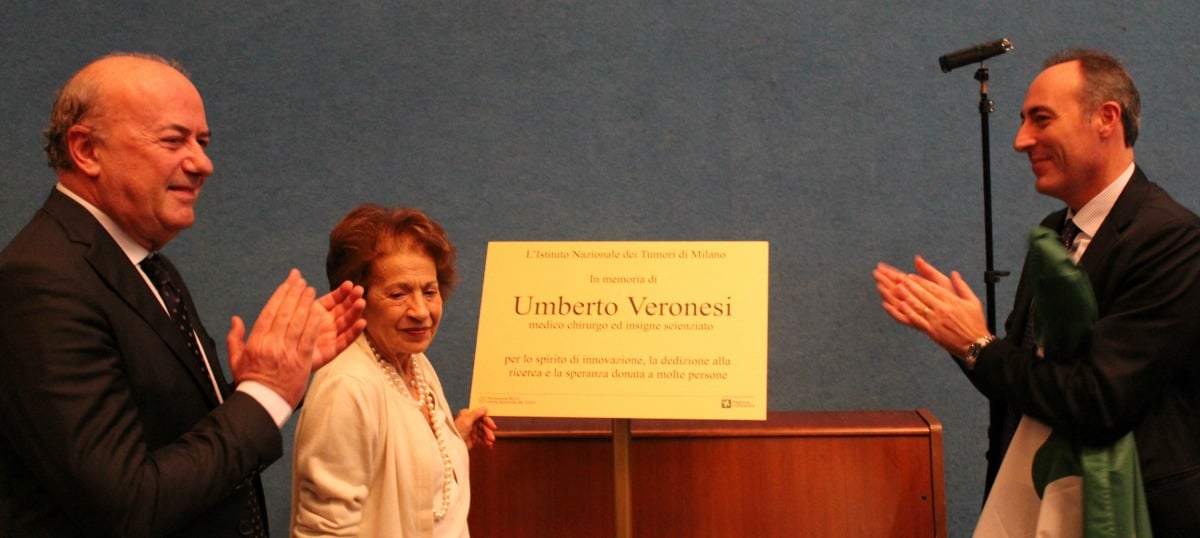 L'Istituto Nazionale dei Tumori di Milano
In memoria di
Umberto Veronesi
medico chirurgo ed insigne scienziato
per lo spirito di innovazione, la dedizione alla
ricerca e la speranza donata a molte persone
Regione